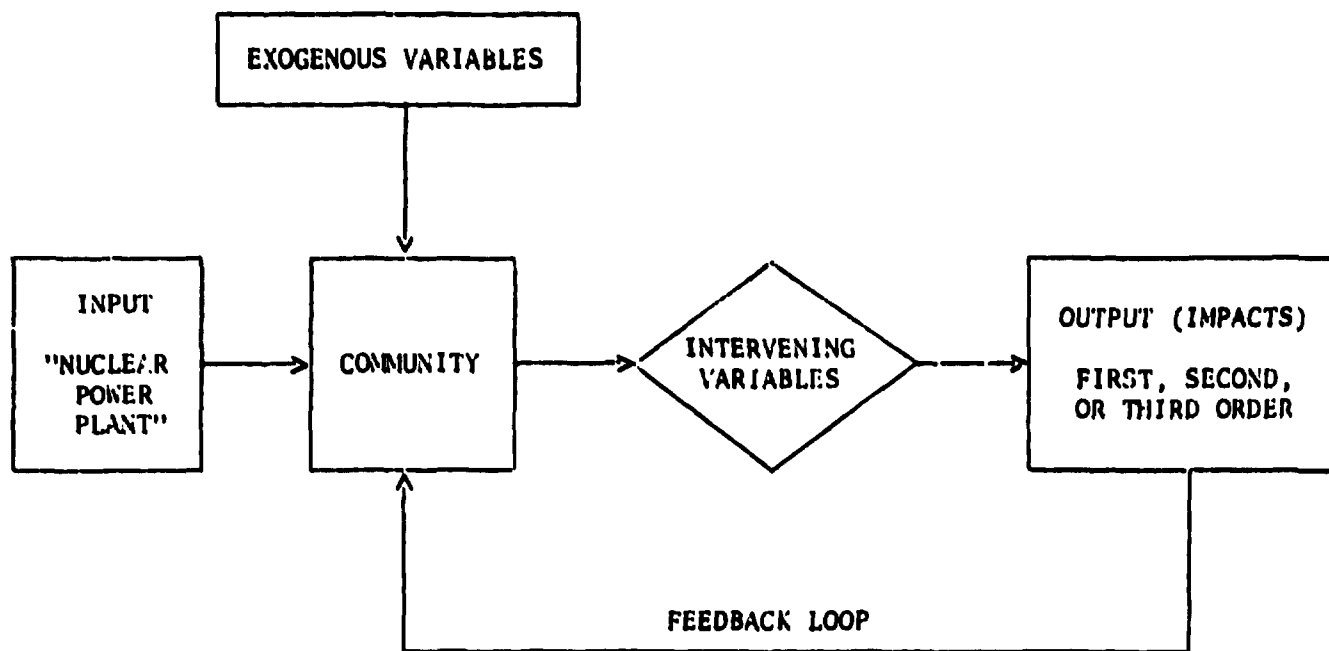 EXOGENOUS VARIABLES
INPUT
"NUCLEAR
POWER
PLANT"
COMMUNITY
INTERVENING
VARIABLES
OUTPUT (IMPACTS)
FIRST, SECOND,
OR THIRD ORDER
FEEDBACK LOOP